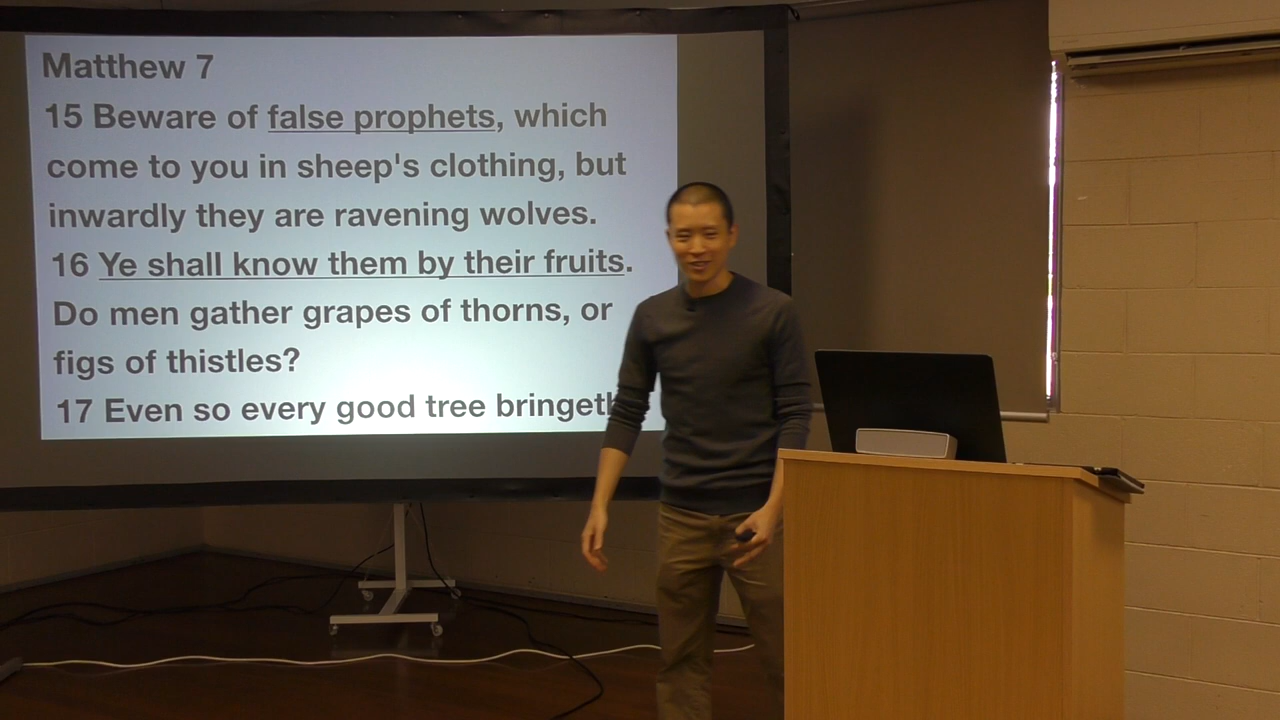 Matthew 7
15 Beware of false prophets, which
come to you in sheep's clothing, but
inwardly they are ravening wolves.
16 Ye shall know them by their fruits.
Do men gather grapes of thorns, or
figs of thistles?
17 Even so every good tree bringeth